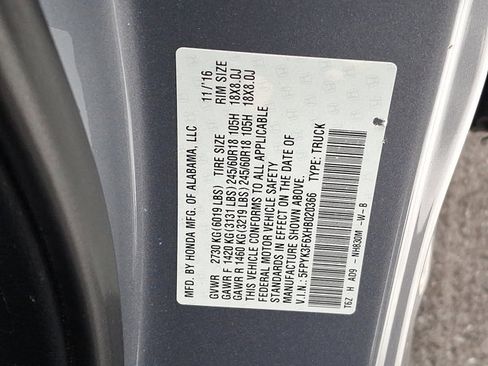 MFD. BY HONDA MFG. OF ALABAMA, LLC 11/'16
GVWR 2730 KG (6019 LBS) TIRE SIZE RIM SIZE
GAWR F 1420 KG (3131 LBS) 245/60R18 105H 18X8.0J
GAWR R 1460 KG (3219 LBS) 245/60R18 105H 18X8.0J
THIS VEHICLE CONFORMS TO ALL APPLICABLE
FEDERAL MOTOR VEHICLE SAFETY
STANDARDS IN EFFECT ON THE DATE OF
MANUFACTURE SHOWN ABOVE.
V.I.N.: 5FPYK3F6XHB020366 TYPE: TRUCK
T6Z H AD9 - NH830M -W- B